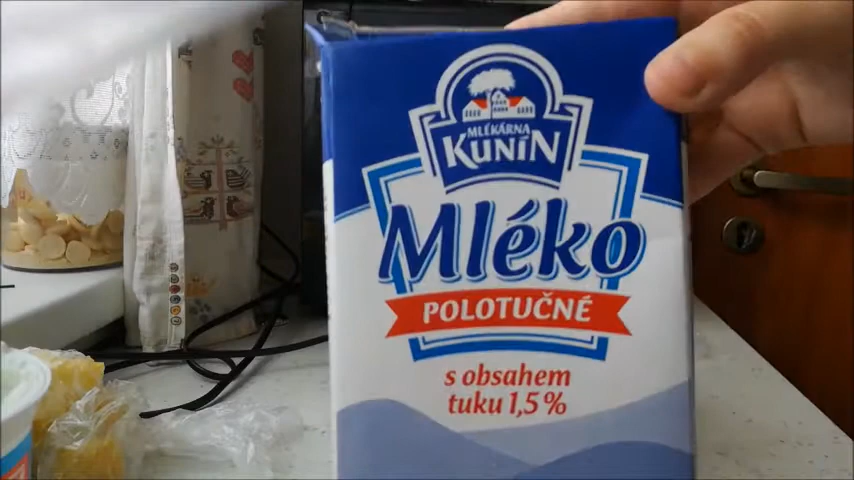 MLÉKÁRNA
KUNÍN
Mléko
POLOTUČNÉ
s obsahem
tuku 1,5%